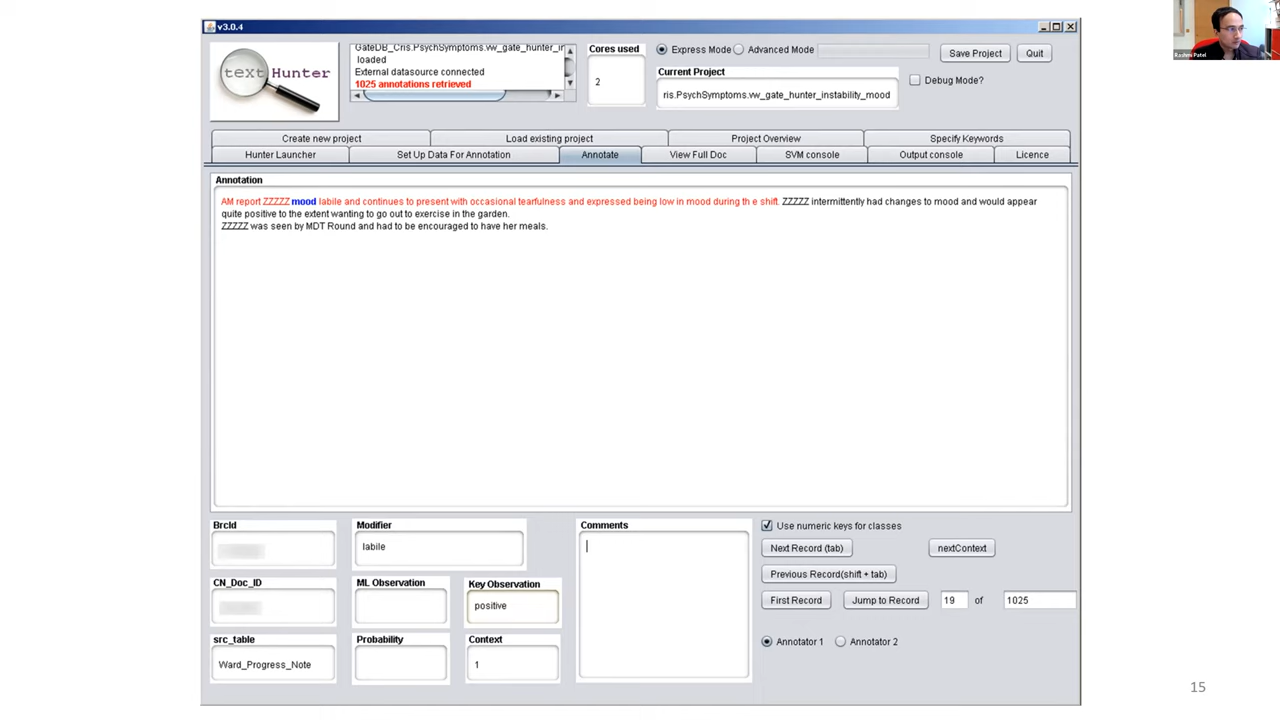 v3.0.4
text Hunter
GateDB_Cris.PsychSymptoms.vw_gate_hunter_ir
loaded
External datasource connected
1025 annotations retrieved
Cores used
2
Express Mode
Advanced Mode
Save Project
Quit
Current Project
ris.PsychSymptoms.vw_gate_hunter_instability_mood
Debug Mode?
Create new project
Load existing project
Project Overview
Specify Keywords
Hunter Launcher
Set Up Data For Annotation
Annotate
View Full Doc
SVM console
Output console
Licence
Annotation
AM report ZZZZZ mood labile and continues to present with occasional tearfulness and expressed being low in mood during th e shift. ZZZZZ intermittently had changes to mood and would appear
quite positive to the extent wanting to go out to exercise in the garden.
ZZZZZ was seen by MDT Round and had to be encouraged to have her meals.
BrcId
Modifier
labile
Comments
Use numeric keys for classes
Next Record (tab)
nextContext
Previous Record(shift + tab)
CN_Doc_ID
ML Observation
Key Observation
positive
First Record
Jump to Record
19
of
1025
src_table
Ward_Progress_Note
Probability
Context
1
Annotator 1
Annotator 2
15
Rashmi Patel